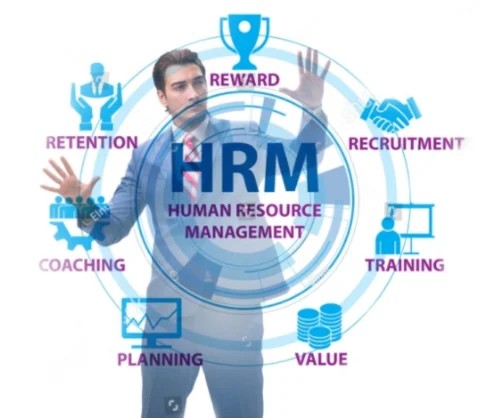 REWARD
RETENTION
RECRUITMENT
HRM
HUMAN RESOURCE
MANAGEMENT
COACHING
TRAINING
PLANNING
VALUE